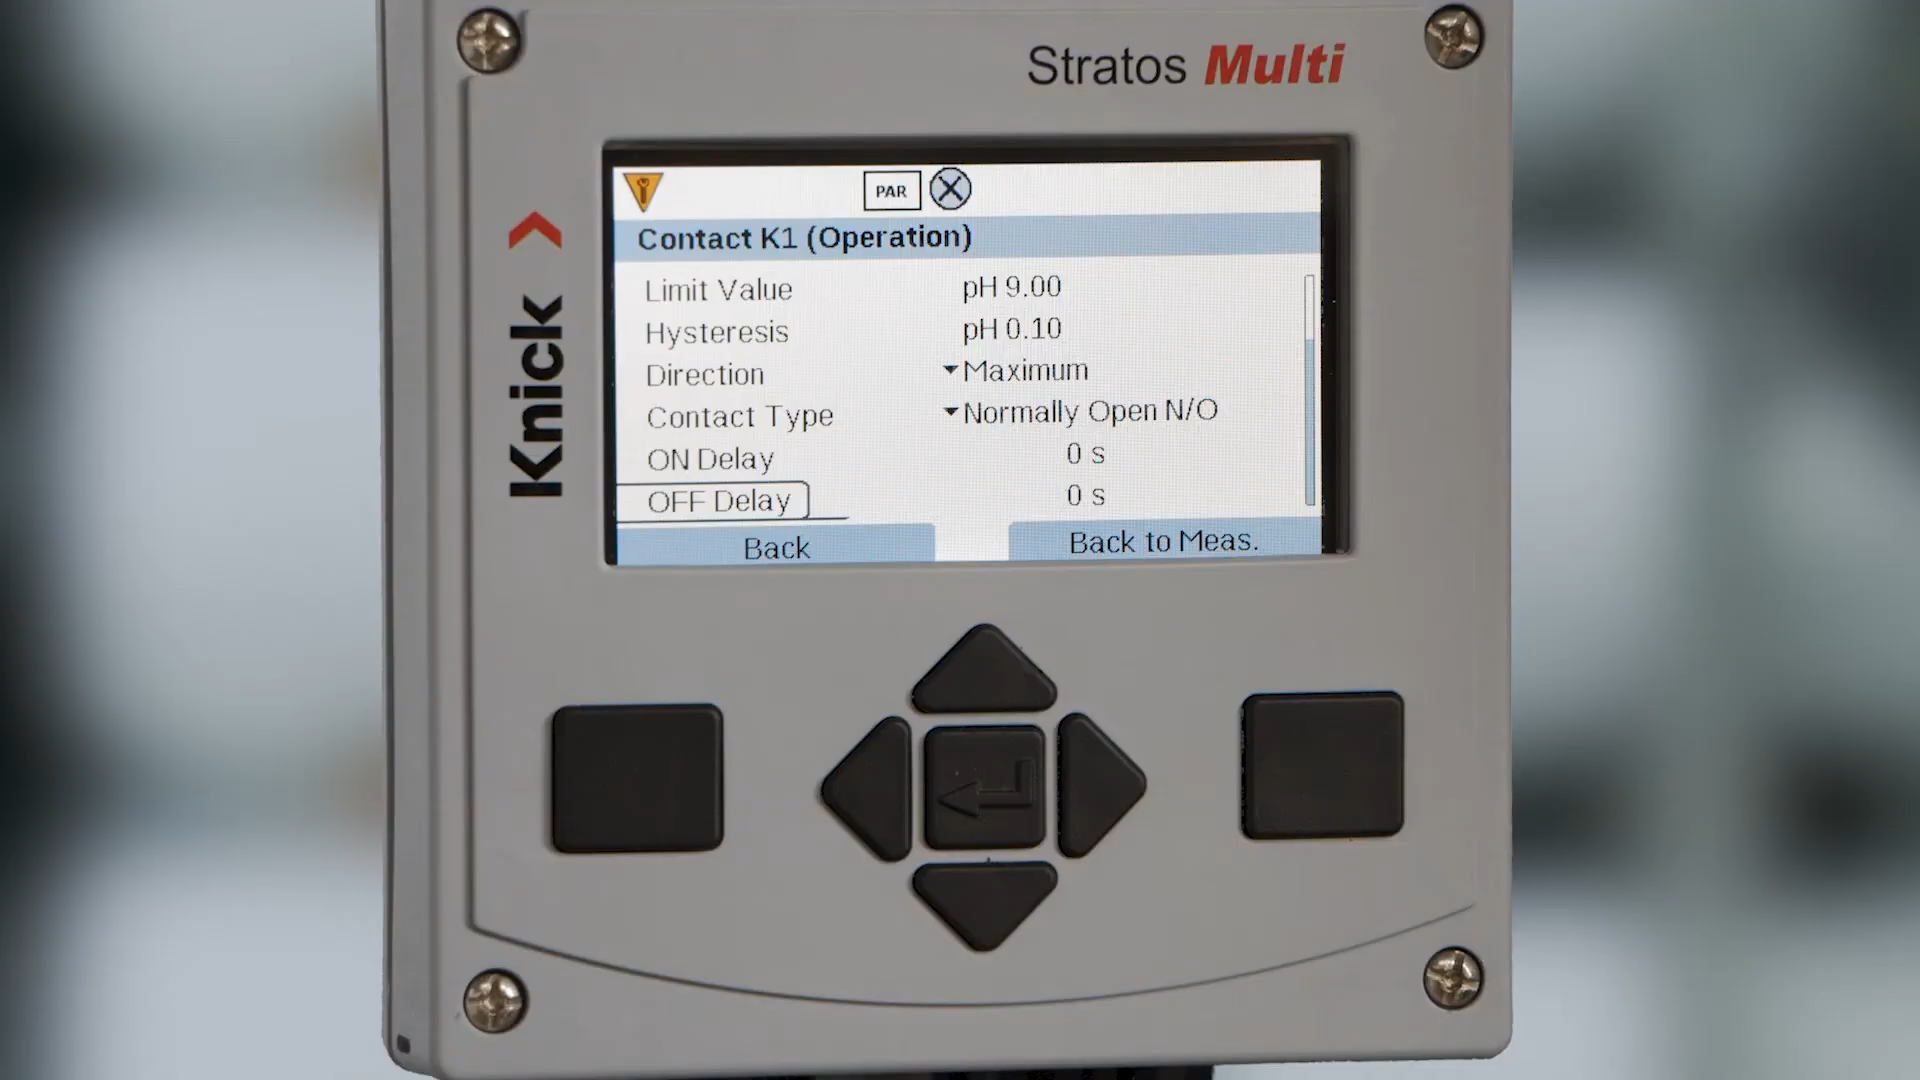 Stratos Multi
PAR
Contact K1 (Operation)
Limit Value pH 9.00
Hysteresis pH 0.10
Direction Maximum
Contact Type Normally Open N/O
ON Delay 0 s
OFF Delay 0 s
Back Back to Meas.
Knick